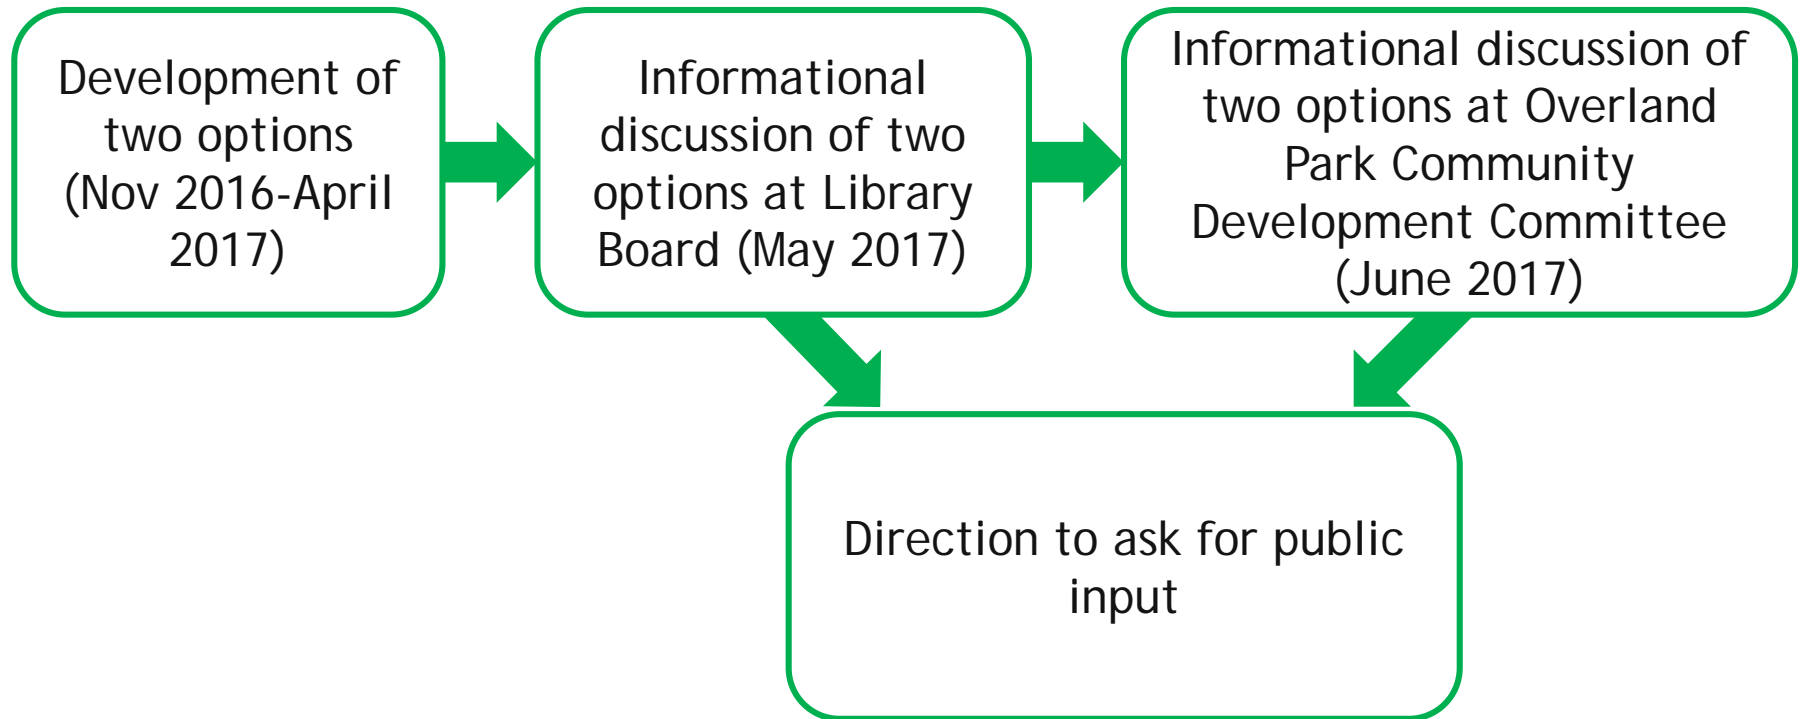 Development of
two options
(Nov 2016-April
2017)
Informational
discussion of two
options at Library
Board (May 2017)
Informational discussion of
two options at Overland
Park Community
Development Committee
(June 2017)
Direction to ask for public
input